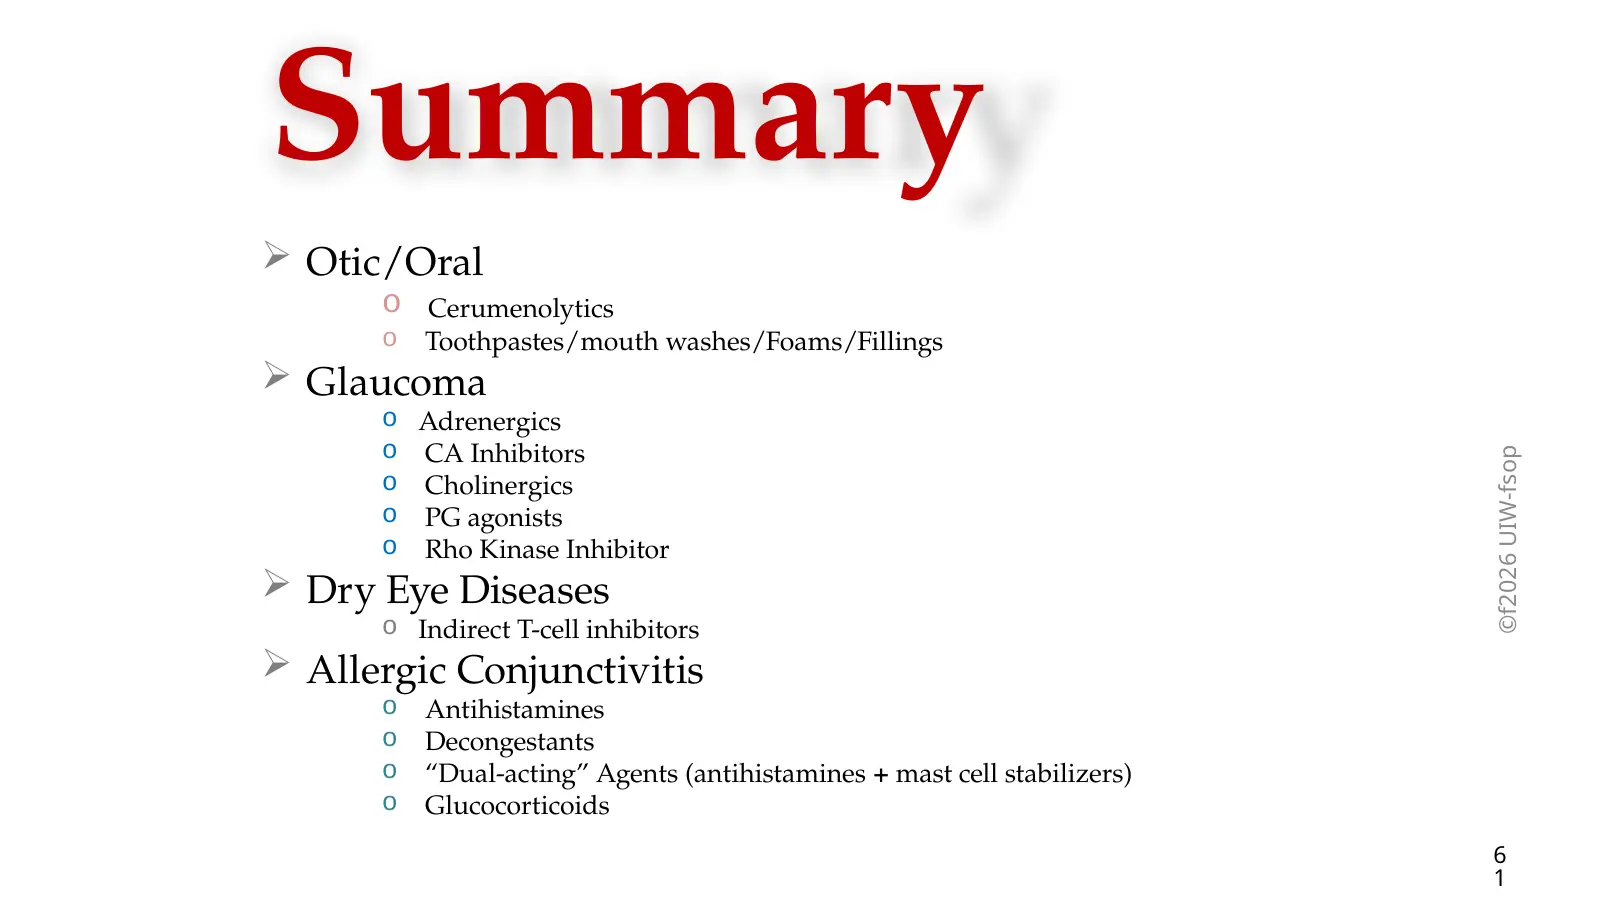 Summary
Otic/Oral
o Cerumenolytics
o Toothpastes/mouth washes/Foams/Fillings
Glaucoma
o Adrenergics
o CA Inhibitors
o Cholinergics
o PG agonists
o Rho Kinase Inhibitor
Dry Eye Diseases
o Indirect T-cell inhibitors
Allergic Conjunctivitis
o Antihistamines
o Decongestants
o “Dual-acting” Agents (antihistamines + mast cell stabilizers)
o Glucocorticoids
©f2026 UIW-fsop
6
1